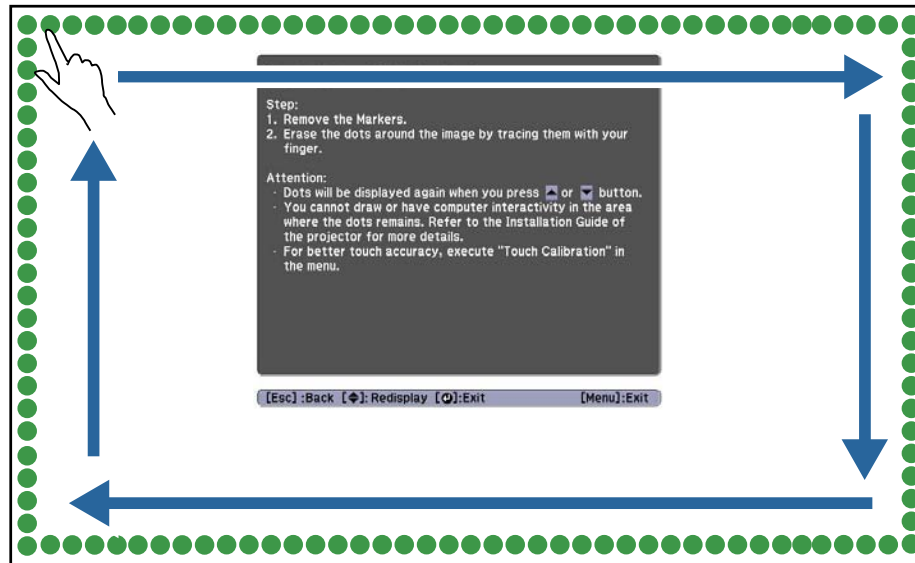 Step:
1. Remove the Markers.
2. Erase the dots around the image by tracing them with your
finger.
Attention:
· Dots will be displayed again when you press ▲ or ▼ button.
· You cannot draw or have computer interactivity in the area
where the dots remains. Refer to the Installation Guide of
the projector for more details.
· For better touch accuracy, execute "Touch Calibration" in
the menu.
[Esc] :Back [◆]: Redisplay [↵]:Exit [Menu]:Exit